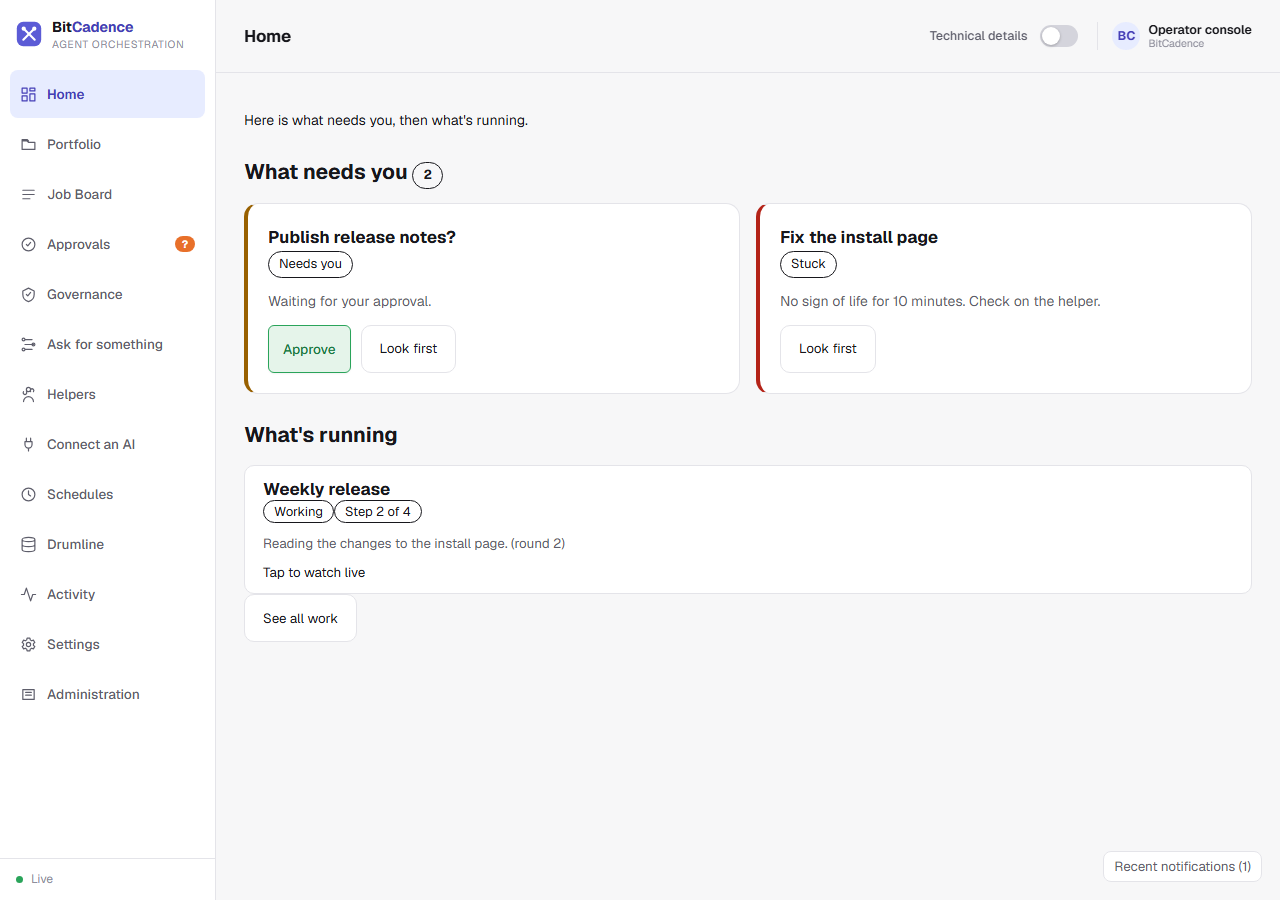 BitCadence
AGENT ORCHESTRATION
Home
Portfolio
Job Board
Approvals ?
Governance
Ask for something
Helpers
Connect an AI
Schedules
Drumline
Activity
Settings
Administration
Live
Home
Technical details
BC
Operator console
BitCadence
Here is what needs you, then what's running.
What needs you 2
Publish release notes?
Needs you
Waiting for your approval.
Approve
Look first
Fix the install page
Stuck
No sign of life for 10 minutes. Check on the helper.
Look first
What's running
Weekly release
Working Step 2 of 4
Reading the changes to the install page. (round 2)
Tap to watch live
See all work
Recent notifications (1)